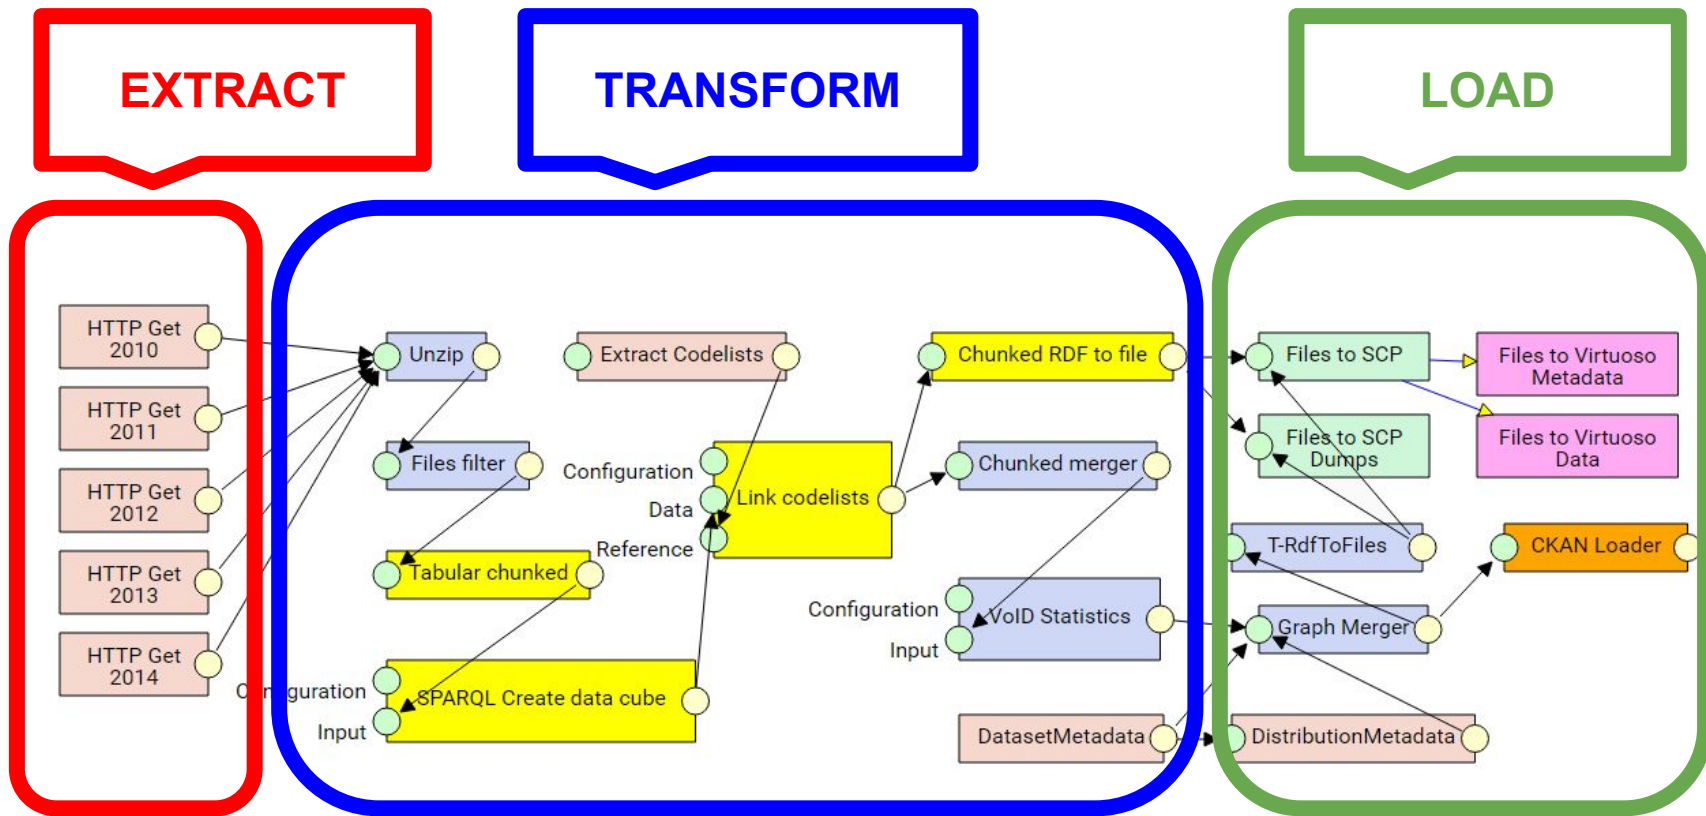 EXTRACT
TRANSFORM
LOAD
HTTP Get
2010
HTTP Get
2011
HTTP Get
2012
HTTP Get
2013
HTTP Get
2014
Unzip
Files filter
Tabular chunked
Configuration
Input
SPARQL Create data cube
Extract Codelists
Configuration
Data
Reference
Link codelists
Chunked RDF to file
Chunked merger
Configuration
Input
VoID Statistics
DatasetMetadata
Files to SCP
Files to SCP
Dumps
T-RdfToFiles
Graph Merger
DistributionMetadata
Files to Virtuoso
Metadata
Files to Virtuoso
Data
CKAN Loader